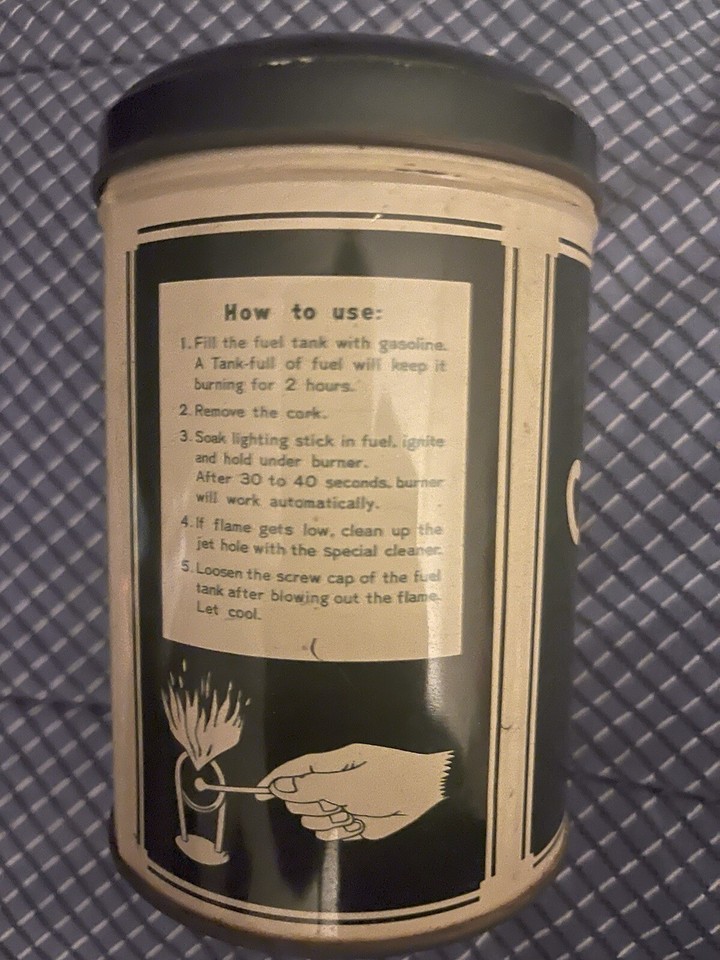 How to use:
1. Fill the fuel tank with gasoline.
A Tank-full of fuel will keep it
burning for 2 hours.
2. Remove the cork.
3. Soak lighting stick in fuel, ignite
and hold under burner.
After 30 to 40 seconds, burner
will work automatically.
4. If flame gets low, clean up the
jet hole with the special cleaner.
5. Loosen the screw cap of the fuel
tank after blowing out the flame.
Let cool.